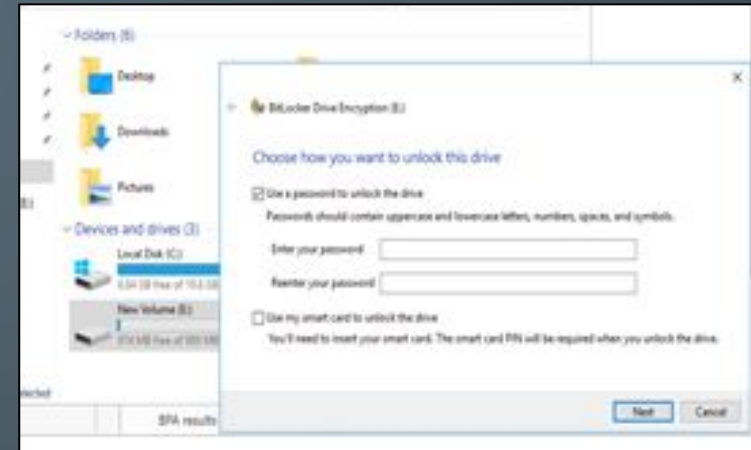 Folders (6)
Desktop
Downloads
Pictures
Devices and drives (3)
Local Disk (C:)
New Volume (E:)
BPA results
BitLocker Drive Encryption (E:)
Choose how you want to unlock this drive
Use a password to unlock the drive
Passwords should contain uppercase and lowercase letters, numbers, spaces, and symbols.
Enter your password
Reenter your password
Use my smart card to unlock the drive
You'll need to insert your smart card. The smart card PIN will be required when you unlock the drive.
Next Cancel